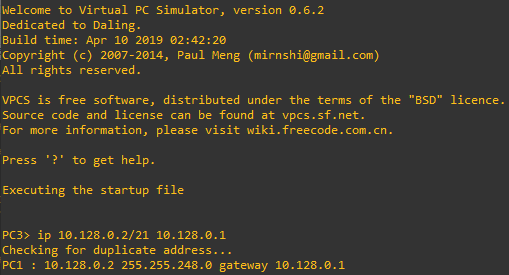 Welcome to Virtual PC Simulator, version 0.6.2
Dedicated to Daling.
Build time: Apr 10 2019 02:42:20
Copyright (c) 2007-2014, Paul Meng (mirnshi@gmail.com)
All rights reserved.
VPCS is free software, distributed under the terms of the "BSD" licence.
Source code and license can be found at vpcs.sf.net.
For more information, please visit wiki.freecode.com.cn.
Press '?' to get help.
Executing the startup file
PC3> ip 10.128.0.2/21 10.128.0.1
Checking for duplicate address...
PC1 : 10.128.0.2 255.255.248.0 gateway 10.128.0.1